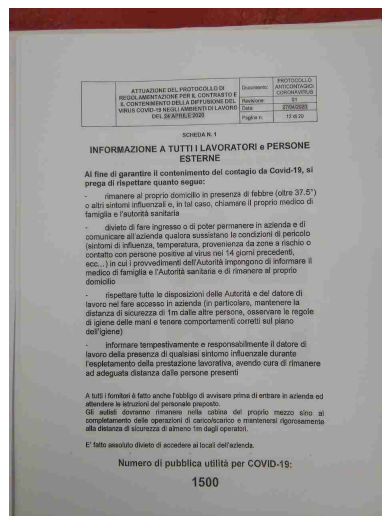 ATTUAZIONE DEL PROTOCOLLO DI
REGOLAMENTAZIONE PER IL CONTRASTO E
IL CONTENIMENTO DELLA DIFFUSIONE DEL
VIRUS COVID-19 NEGLI AMBIENTI DI LAVORO
DEL 24 APRILE 2020
Documento: PROTOCOLLO ANTICONTAGIO CORONAVIRUS
Revisione: 01
Data: 27/04/2020
Pagina n. 12 di 20
SCHEDA N. 1
INFORMAZIONE A TUTTI I LAVORATORI e PERSONE
ESTERNE
Al fine di garantire il contenimento del contagio da Covid-19, si
prega di rispettare quanto segue:
- rimanere al proprio domicilio in presenza di febbre (oltre 37.5°)
o altri sintomi influenzali e, in tal caso, chiamare il proprio medico di
famiglia e l'autorità sanitaria
- divieto di fare ingresso o di poter permanere in azienda e di
comunicare all'azienda qualora sussistano le condizioni di pericolo
(sintomi di influenza, temperatura, provenienza da zone a rischio o
contatto con persone positive al virus nei 14 giorni precedenti,
ecc...) in cui i provvedimenti dell'Autorità impongono di informare il
medico di famiglia e l'Autorità sanitaria e di rimanere al proprio
domicilio
- rispettare tutte le disposizioni delle Autorità e del datore di
lavoro nel fare accesso in azienda (in particolare, mantenere la
distanza di sicurezza di 1m dalle altre persone, osservare le regole
di igiene delle mani e tenere comportamenti corretti sul piano
dell'igiene)
- informare tempestivamente e responsabilmente il datore di
lavoro della presenza di qualsiasi sintomo influenzale durante
l'espletamento della prestazione lavorativa, avendo cura di rimanere
ad adeguata distanza dalle persone presenti
A tutti i fornitori è fatto anche l'obbligo di avvisare prima di entrare in azienda ed
attendere le istruzioni del personale preposto.
Gli autisti dovranno rimanere nella cabina del proprio mezzo sino al
completamento delle operazioni di carico/scarico e mantenersi rigorosamente
alla distanza di sicurezza di almeno 1m dagli operatori.
E' fatto assoluto divieto di accedere ai locali dell'azienda.
Numero di pubblica utilità per COVID-19:
1500